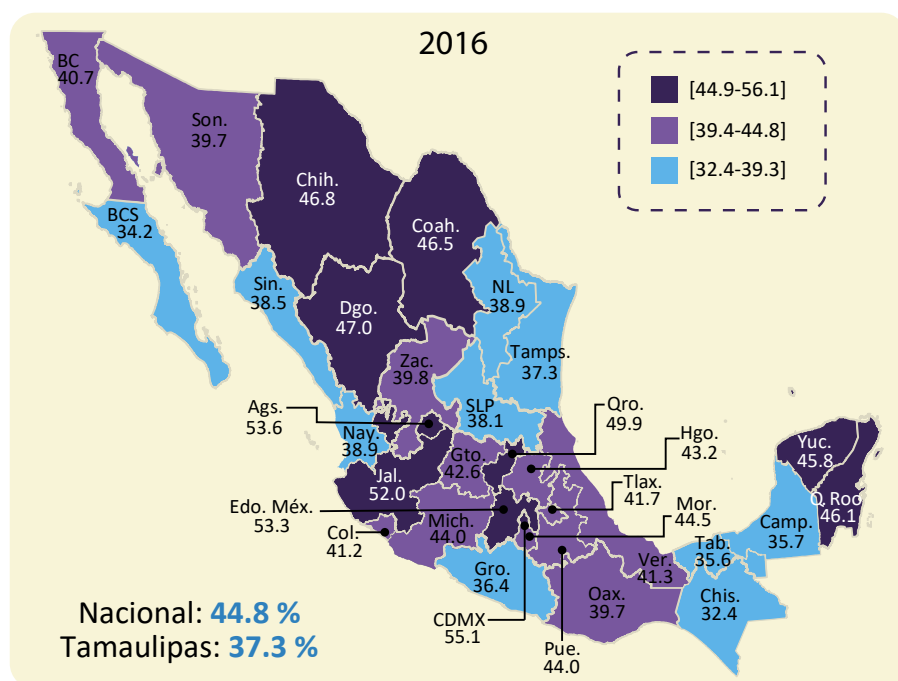 2016
[44.9-56.1]
[39.4-44.8]
[32.4-39.3]
BC
40.7
Son.
39.7
Chih.
46.8
Coah.
46.5
BCS
34.2
Sin.
38.5
NL
38.9
Dgo.
47.0
Tamps.
37.3
Zac.
39.8
Ags.
53.6
SLP
38.1
Qro.
49.9
Nay.
38.9
Hgo.
43.2
Yuc.
45.8
Gto.
42.6
Jal.
52.0
Tlax.
41.7
Q Roo
46.1
Edo. Méx.
53.3
Mor.
44.5
Camp.
35.7
Mich.
44.0
Col.
41.2
Tab.
35.6
Ver.
41.3
Gro.
36.4
Oax.
39.7
Chis.
32.4
CDMX
55.1
Pue.
44.0
Nacional: 44.8 %
Tamaulipas: 37.3 %